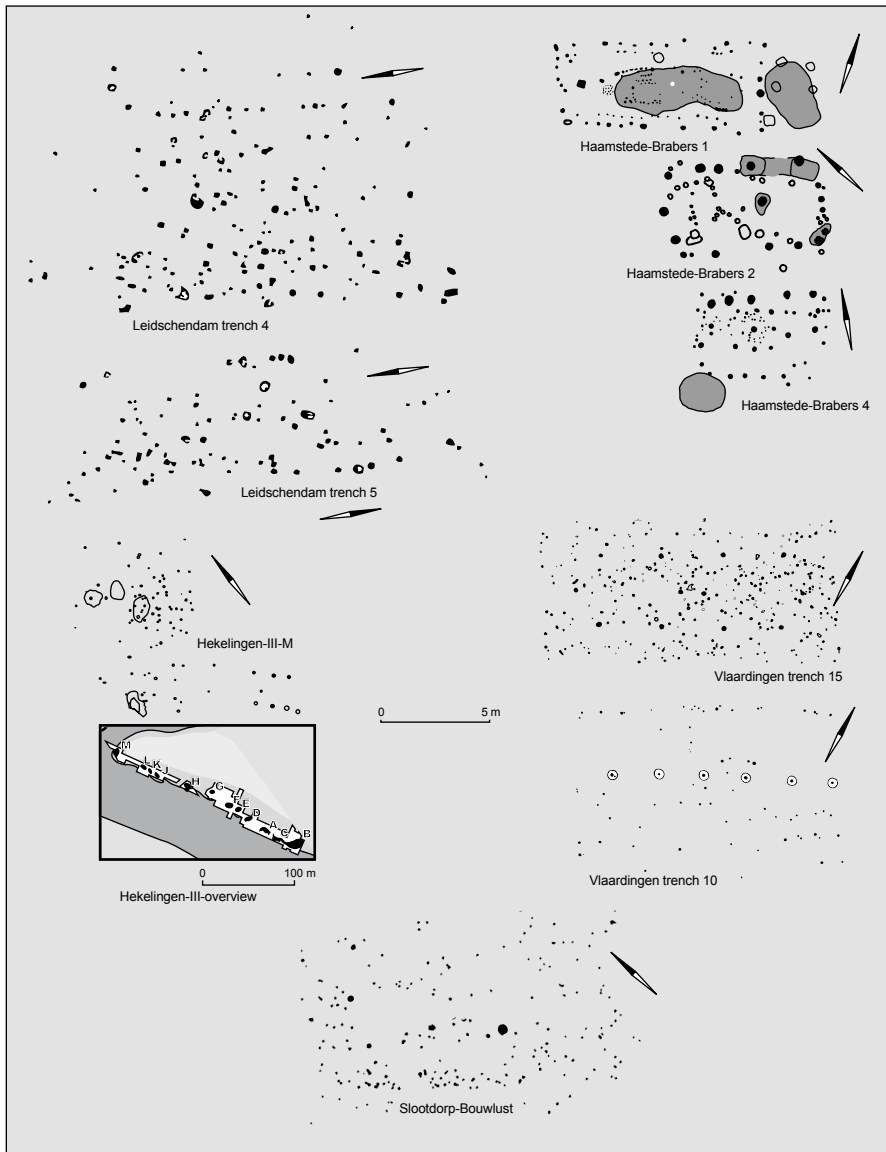 Haamstede-Brabers 1
Haamstede-Brabers 2
Leidschendam trench 4
Haamstede-Brabers 4
Leidschendam trench 5
Hekelingen-III-M
Vlaardingen trench 15
0 5 m
M
L
K
J
H
G
F
E
D
A
C
B
0 100 m
Hekelingen-III-overview
Vlaardingen trench 10
Slootdorp-Bouwlust